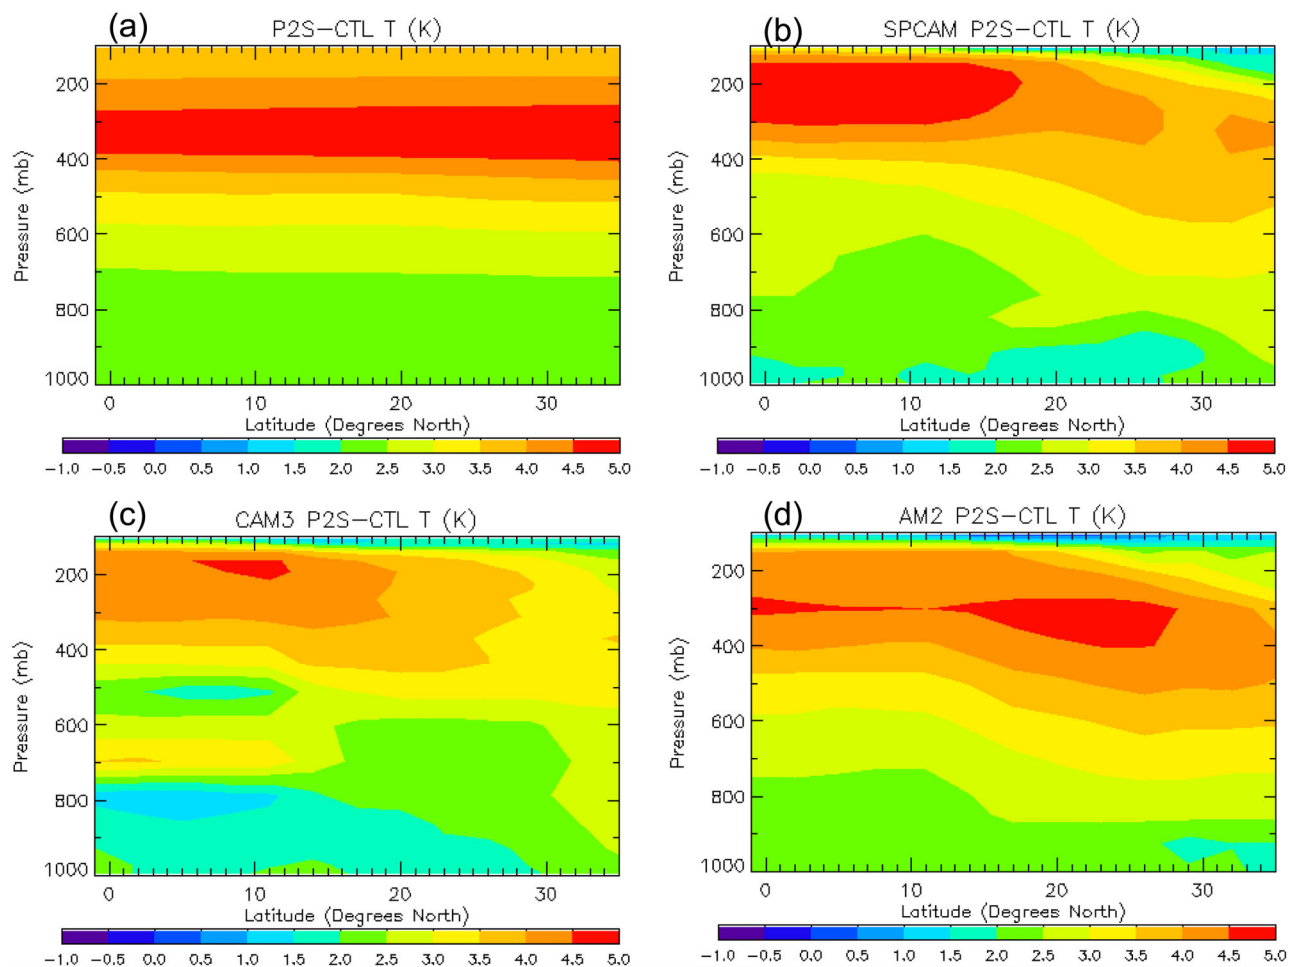 (a) P2S−CTL T (K)
Pressure (mb)
200
400
600
800
1000
0 10 20 30
Latitude (Degrees North)
−1.0 −0.5 0.0 0.5 1.0 1.5 2.0 2.5 3.0 3.5 4.0 4.5 5.0
(b) SPCAM P2S−CTL T (K)
Pressure (mb)
200
400
600
800
1000
0 10 20 30
Latitude (Degrees North)
−1.0 −0.5 0.0 0.5 1.0 1.5 2.0 2.5 3.0 3.5 4.0 4.5 5.0
(c) CAM3 P2S−CTL T (K)
Pressure (mb)
200
400
600
800
1000
0 10 20 30
Latitude (Degrees North)
−1.0 −0.5 0.0 0.5 1.0 1.5 2.0 2.5 3.0 3.5 4.0 4.5 5.0
(d) AM2 P2S−CTL T (K)
Pressure (mb)
200
400
600
800
1000
0 10 20 30
Latitude (Degrees North)
−1.0 −0.5 0.0 0.5 1.0 1.5 2.0 2.5 3.0 3.5 4.0 4.5 5.0